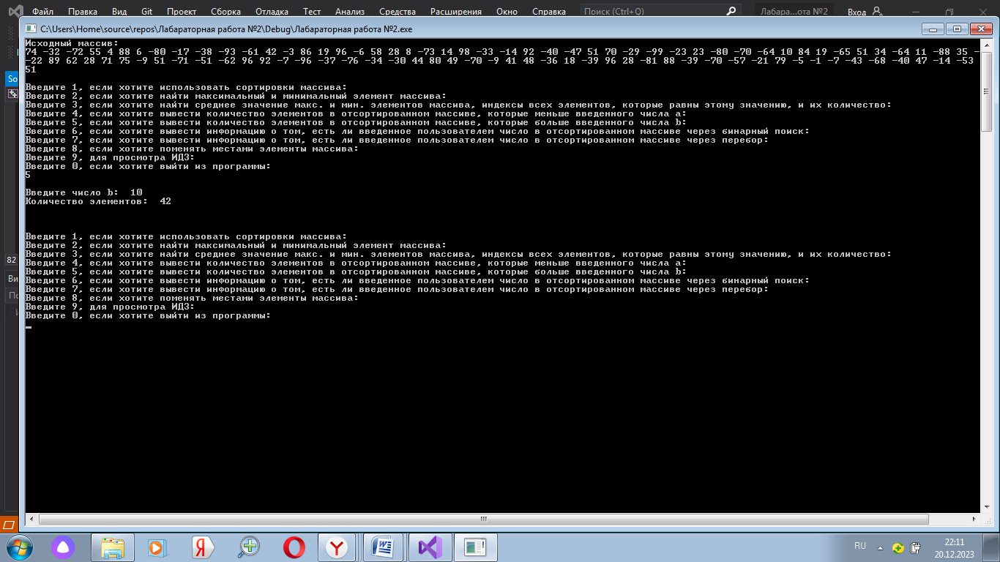 Файл Правка Вид Git Проект Сборка Отладка Тест Анализ Средства Расширения Окно Справка Поиск (Ctrl+Q) Лабара...ота №2 Вход
C:\Users\Home\source\repos\Лабараторная работа №2\Debug\Лабараторная работа №2.exe
Исходный массив:
74 -32 -72 55 4 88 6 -80 -17 -38 -93 -61 42 -3 86 19 96 -6 58 28 8 -73 14 98 -33 -14 92 -40 -47 51 70 -29 -99 -23 23 -80 -70 -64 10 84 19 -65 51 34 -64 11 -88 35 -
-22 89 62 28 71 75 -9 51 -71 -51 -62 96 92 -7 -96 -37 -76 -34 -30 44 80 49 -70 -9 41 48 -36 18 -39 96 28 -81 88 -39 -70 -57 -21 79 -5 -1 -7 -43 -68 -40 47 -14 -53
51
Введите 1, если хотите использовать сортировки массива:
Введите 2, если хотите найти максимальный и минимальный элемент массива:
Введите 3, если хотите найти среднее значение макс. и мин. элементов массива, индексы всех элементов, которые равны этому значению, и их количество:
Введите 4, если хотите вывести количество элементов в отсортированном массиве, которые меньше введенного числа a:
Введите 5, если хотите вывести количество элементов в отсортированном массиве, которые больше введенного числа b:
Введите 6, если хотите вывести информацию о том, есть ли введенное пользователем число в отсортированном массиве через бинарный поиск:
Введите 7, если хотите вывести информацию о том, есть ли введенное пользователем число в отсортированном массиве через перебор:
Введите 8, если хотите поменять местами элементы массива:
Введите 9, для просмотра ИДЗ:
Введите 0, если хотите выйти из программы:
5
Введите число b: 10
Количество элементов: 42
Введите 1, если хотите использовать сортировки массива:
Введите 2, если хотите найти максимальный и минимальный элемент массива:
Введите 3, если хотите найти среднее значение макс. и мин. элементов массива, индексы всех элементов, которые равны этому значению, и их количество:
Введите 4, если хотите вывести количество элементов в отсортированном массиве, которые меньше введенного числа a:
Введите 5, если хотите вывести количество элементов в отсортированном массиве, которые больше введенного числа b:
Введите 6, если хотите вывести информацию о том, есть ли введенное пользователем число в отсортированном массиве через бинарный поиск:
Введите 7, если хотите вывести информацию о том, есть ли введенное пользователем число в отсортированном массиве через перебор:
Введите 8, если хотите поменять местами элементы массива:
Введите 9, для просмотра ИДЗ:
Введите 0, если хотите выйти из программы:
So
82
Ви
По
RU
22:11
20.12.2023